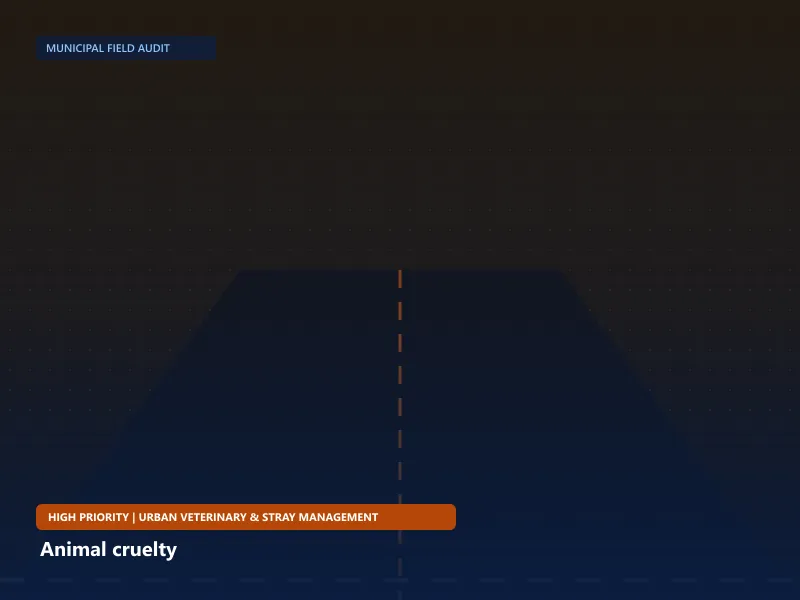 MUNICIPAL FIELD AUDIT
HIGH PRIORITY | URBAN VETERINARY & STRAY MANAGEMENT
Animal cruelty